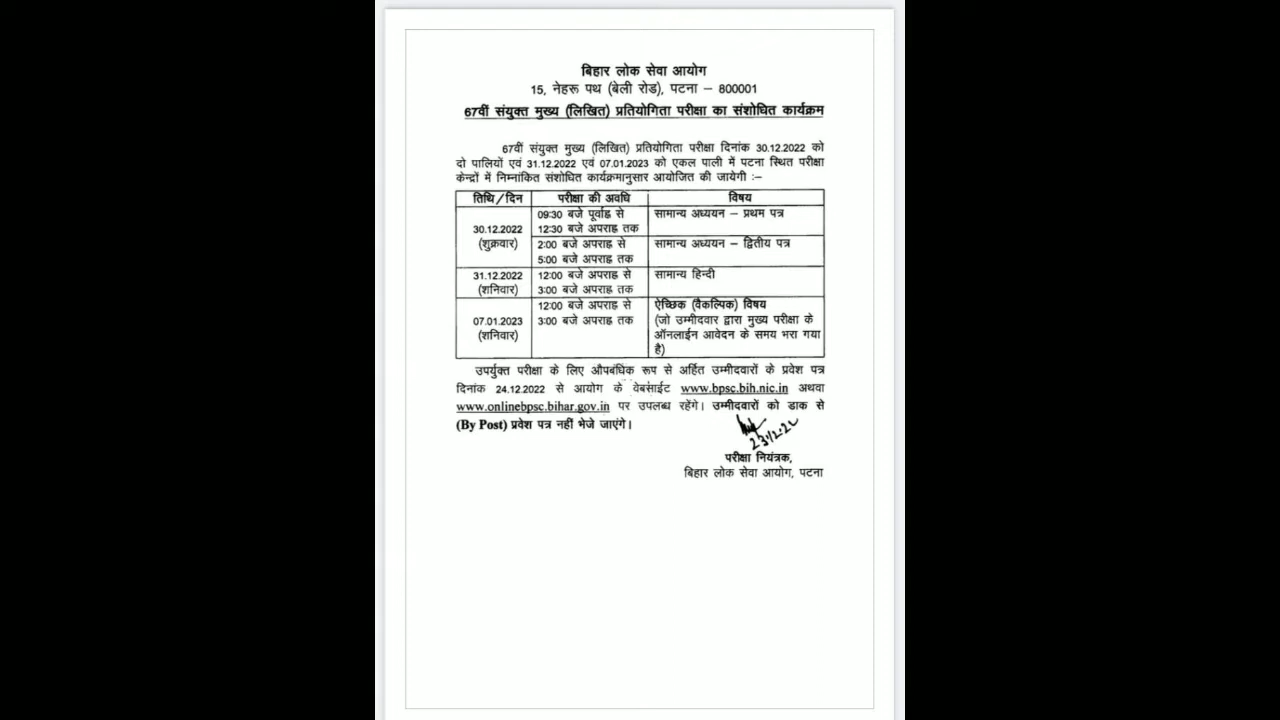 बिहार लोक सेवा आयोग
15, नेहरू पथ (बेली रोड), पटना – 800001
67वीं संयुक्त मुख्य (लिखित) प्रतियोगिता परीक्षा का संशोधित कार्यक्रम
67वीं संयुक्त मुख्य (लिखित) प्रतियोगिता परीक्षा दिनांक 30.12.2022 को
दो पालियों एवं 31.12.2022 एवं 07.01.2023 को एकल पाली में पटना स्थित परीक्षा
केन्द्रों में निम्नांकित संशोधित कार्यक्रमानुसार आयोजित की जायेगी :–
तिथि/दिन परीक्षा की अवधि विषय
30.12.2022
(शुक्रवार)
09:30 बजे पूर्वाह्न से
12:30 बजे अपराह्न तक
सामान्य अध्ययन – प्रथम पत्र
2:00 बजे अपराह्न से
5:00 बजे अपराह्न तक
सामान्य अध्ययन – द्वितीय पत्र
31.12.2022
(शनिवार)
12:00 बजे अपराह्न से
3:00 बजे अपराह्न तक
सामान्य हिन्दी
07.01.2023
(शनिवार)
12:00 बजे अपराह्न से
3:00 बजे अपराह्न तक
ऐच्छिक (वैकल्पिक) विषय
(जो उम्मीदवार द्वारा मुख्य परीक्षा के
ऑनलाईन आवेदन के समय भरा गया
है)
उपर्युक्त परीक्षा के लिए औपबंधिक रूप से अर्हित उम्मीदवारों के प्रवेश पत्र
दिनांक 24.12.2022 से आयोग के वेबसाईट www.bpsc.bih.nic.in अथवा
www.onlinebpsc.bihar.gov.in पर उपलब्ध रहेंगे। उम्मीदवारों को डाक से
(By Post) प्रवेश पत्र नहीं भेजे जाएंगे।
परीक्षा नियंत्रक,
बिहार लोक सेवा आयोग, पटना